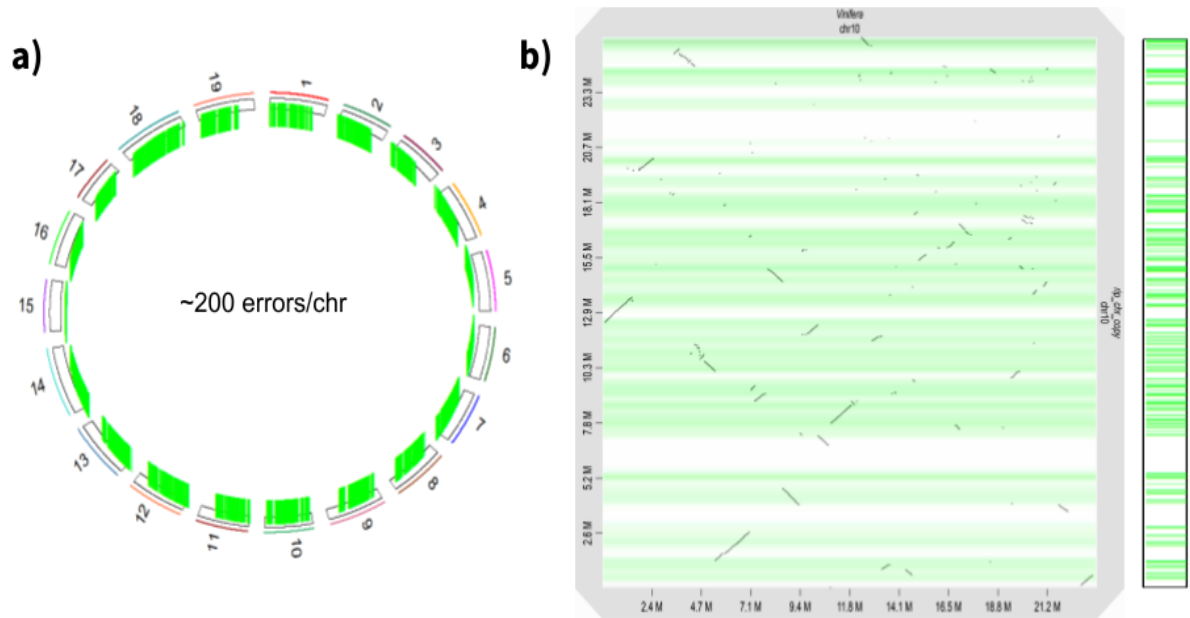 a)
1
2
3
4
5
6
7
8
9
10
11
12
13
14
15
16
17
18
19
~200 errors/chr
b)
Vinifera
chr10
23.3 M
20.7 M
18.1 M
15.5 M
12.9 M
10.3 M
7.8 M
5.2 M
2.6 M
rip_chr_copy
chr10
2.4 M
4.7 M
7.1 M
9.4 M
11.8 M
14.1 M
16.5 M
18.8 M
21.2 M